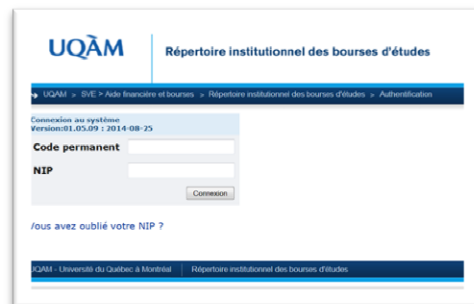 UQÀM
Répertoire institutionnel des bourses d'études
UQAM » SVE > Aide financière et bourses » Répertoire institutionnel des bourses d'études » Authentification
Connexion au système
Version:01.05.09 : 2014-08-25
Code permanent
NIP
Connexion
Vous avez oublié votre NIP ?
UQAM - Université du Québec à Montréal
Répertoire institutionnel des bourses d'études